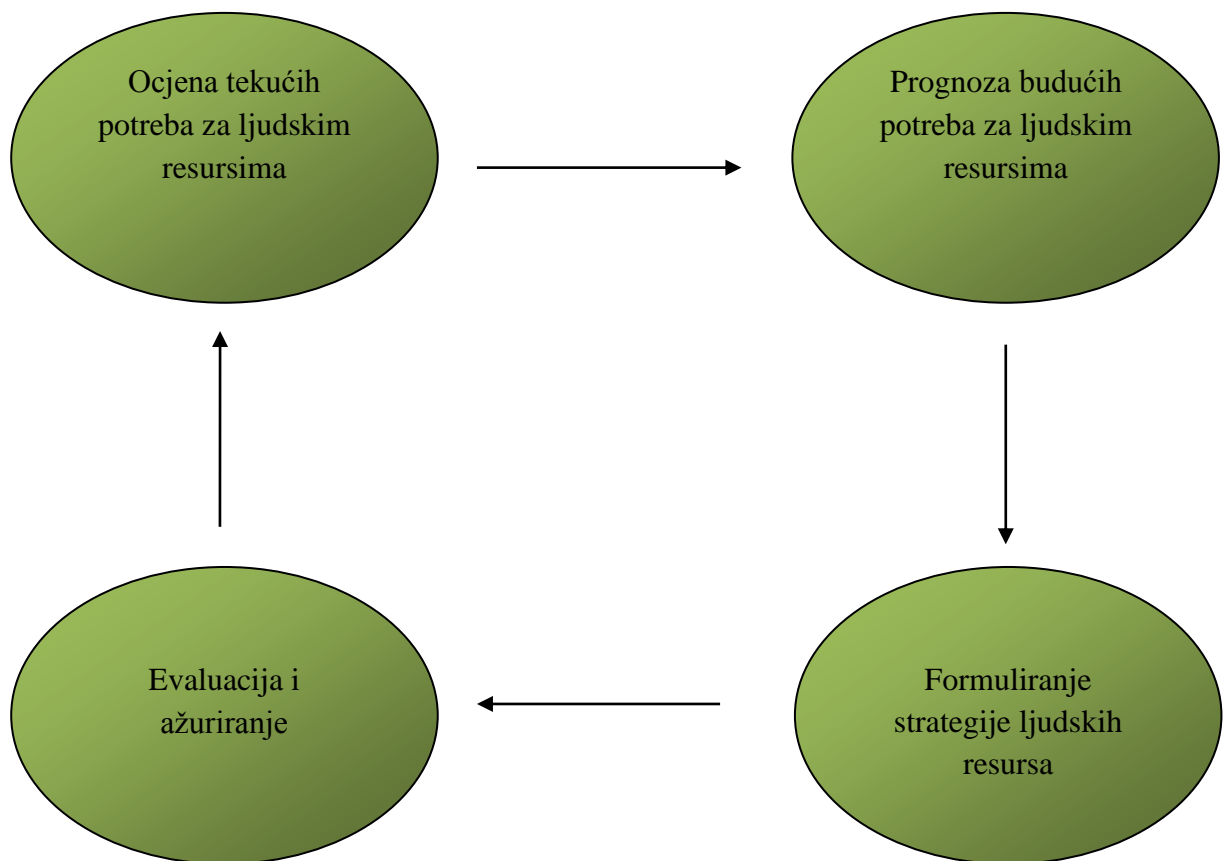 Ocjena tekućih
potreba za ljudskim
resursima
Prognoza budućih
potreba za ljudskim
resursima
Evaluacija i
ažuriranje
Formuliranje
strategije ljudskih
resursa